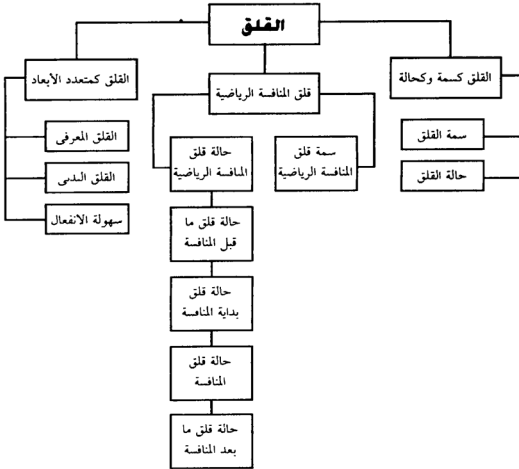 القلق
القلق كسمة وكحالة
سمة القلق
حالة القلق
قلق المنافسة الرياضية
سمة قلق
المنافسة الرياضية
حالة قلق
المنافسة الرياضية
حالة قلق ما
قبل المنافسة
حالة قلق
بداية المنافسة
حالة قلق
المنافسة
حالة قلق ما
بعد المنافسة
القلق كمتعدد الأبعاد
القلق المعرفى
القلق البدنى
سهولة الانفعال